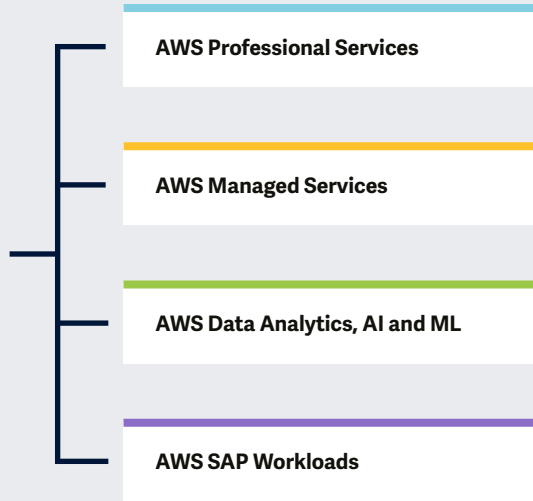 AWS Professional Services
AWS Managed Services
AWS Data Analytics, AI and ML
AWS SAP Workloads